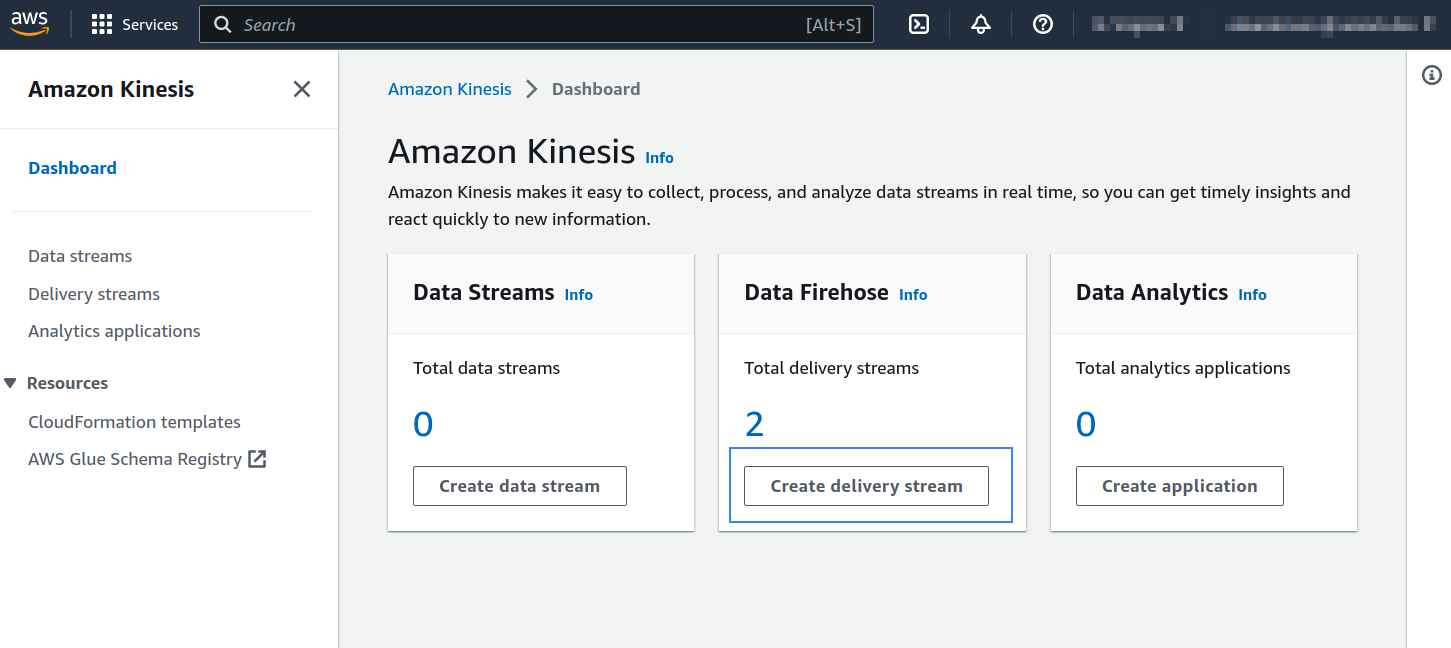 aws
Services
Search
[Alt+S]
Amazon Kinesis
Dashboard
Data streams
Delivery streams
Analytics applications
Resources
CloudFormation templates
AWS Glue Schema Registry
Amazon Kinesis
Dashboard
Amazon Kinesis Info
Amazon Kinesis makes it easy to collect, process, and analyze data streams in real time, so you can get timely insights and
react quickly to new information.
Data Streams Info
Total data streams
0
Create data stream
Data Firehose Info
Total delivery streams
2
Create delivery stream
Data Analytics Info
Total analytics applications
0
Create application